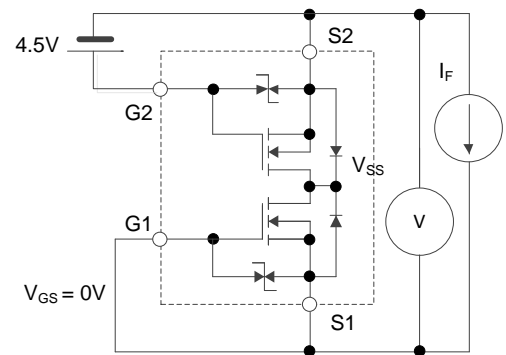 4.5V
S2
I_F
G2
V_SS
G1
V
V_GS = 0V
S1